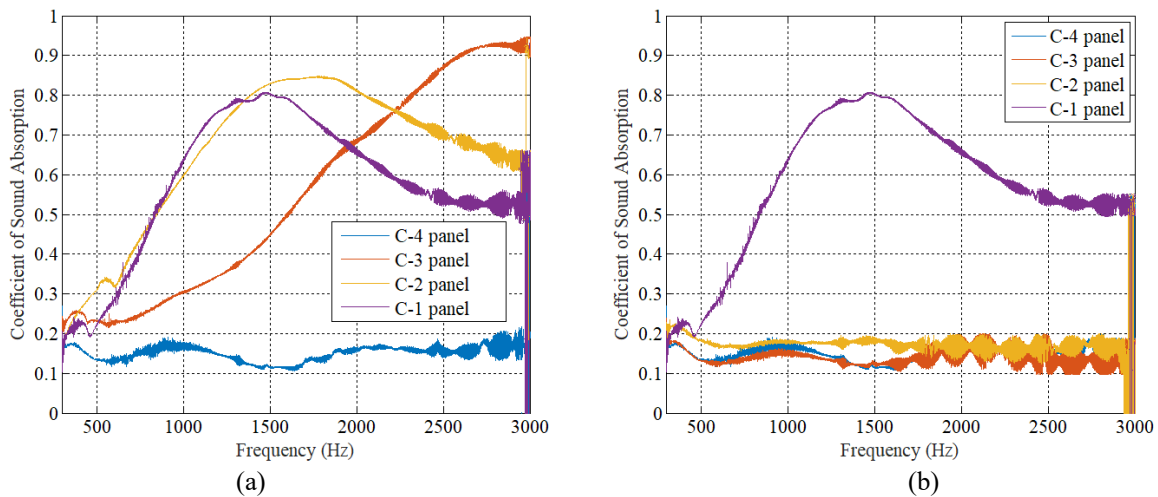 1
0.9
0.8
0.7
0.6
0.5
0.4
0.3
0.2
0.1
0
Coefficient of Sound Absorption
C-4 panel
C-3 panel
C-2 panel
C-1 panel
500 1000 1500 2000 2500 3000
Frequency (Hz)
(a)
1
0.9
0.8
0.7
0.6
0.5
0.4
0.3
0.2
0.1
0
Coefficient of Sound Absorption
C-4 panel
C-3 panel
C-2 panel
C-1 panel
500 1000 1500 2000 2500 3000
Frequency (Hz)
(b)